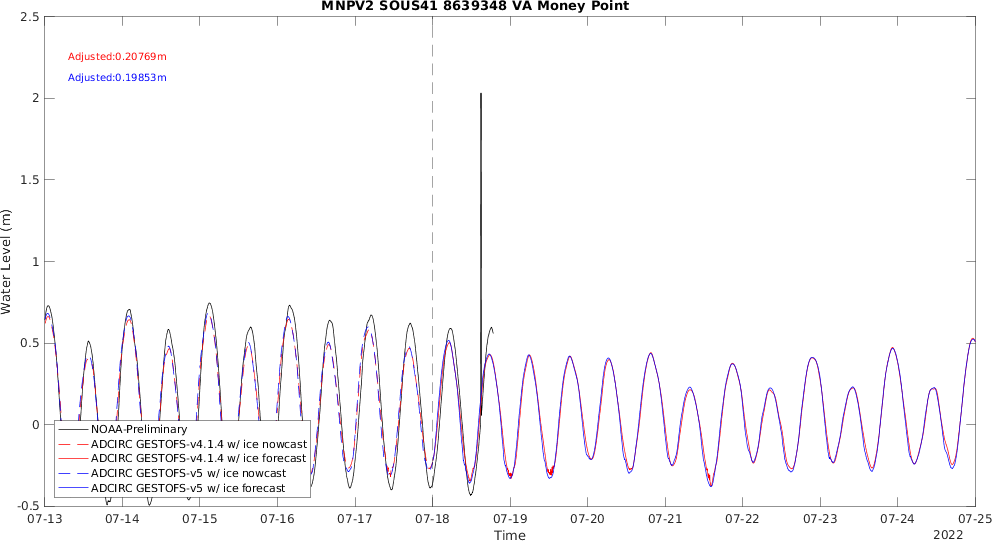 MNPV2 SOUS41 8639348 VA Money Point
2.5
Adjusted:0.20769m
Adjusted:0.19853m
2
1.5
1
0.5
0
-0.5
Water Level (m)
NOAA-Preliminary
ADCIRC GESTOFS-v4.1.4 w/ ice nowcast
ADCIRC GESTOFS-v4.1.4 w/ ice forecast
ADCIRC GESTOFS-v5 w/ ice nowcast
ADCIRC GESTOFS-v5 w/ ice forecast
07-13 07-14 07-15 07-16 07-17 07-18 07-19 07-20 07-21 07-22 07-23 07-24 07-25
Time
2022